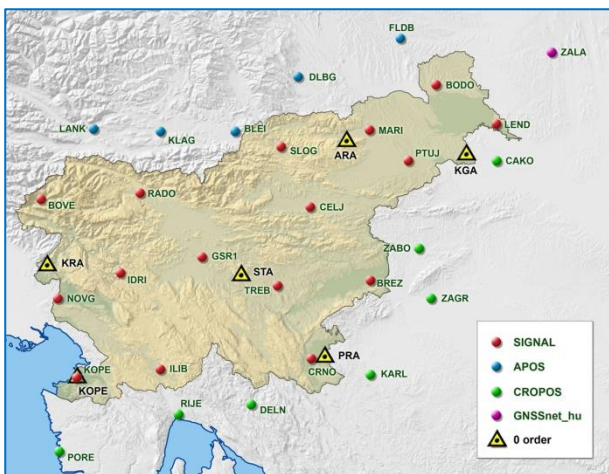 FLDB
ZALA
DLBG
BODO
LANK
KLAG
BLEI
MARI
LEND
SLOG
ARA
PTUJ
KGA
CAKO
BOVE
RADO
CELJ
KRA
GSR1
STA
ZABO
IDRI
TREB
BREZ
NOVG
ZAGR
PRA
CRNO
KOPE
KOPE
ILIB
KARL
RIJE
DELN
PORE
SIGNAL
APOS
CROPOS
GNSSnet_hu
0 order